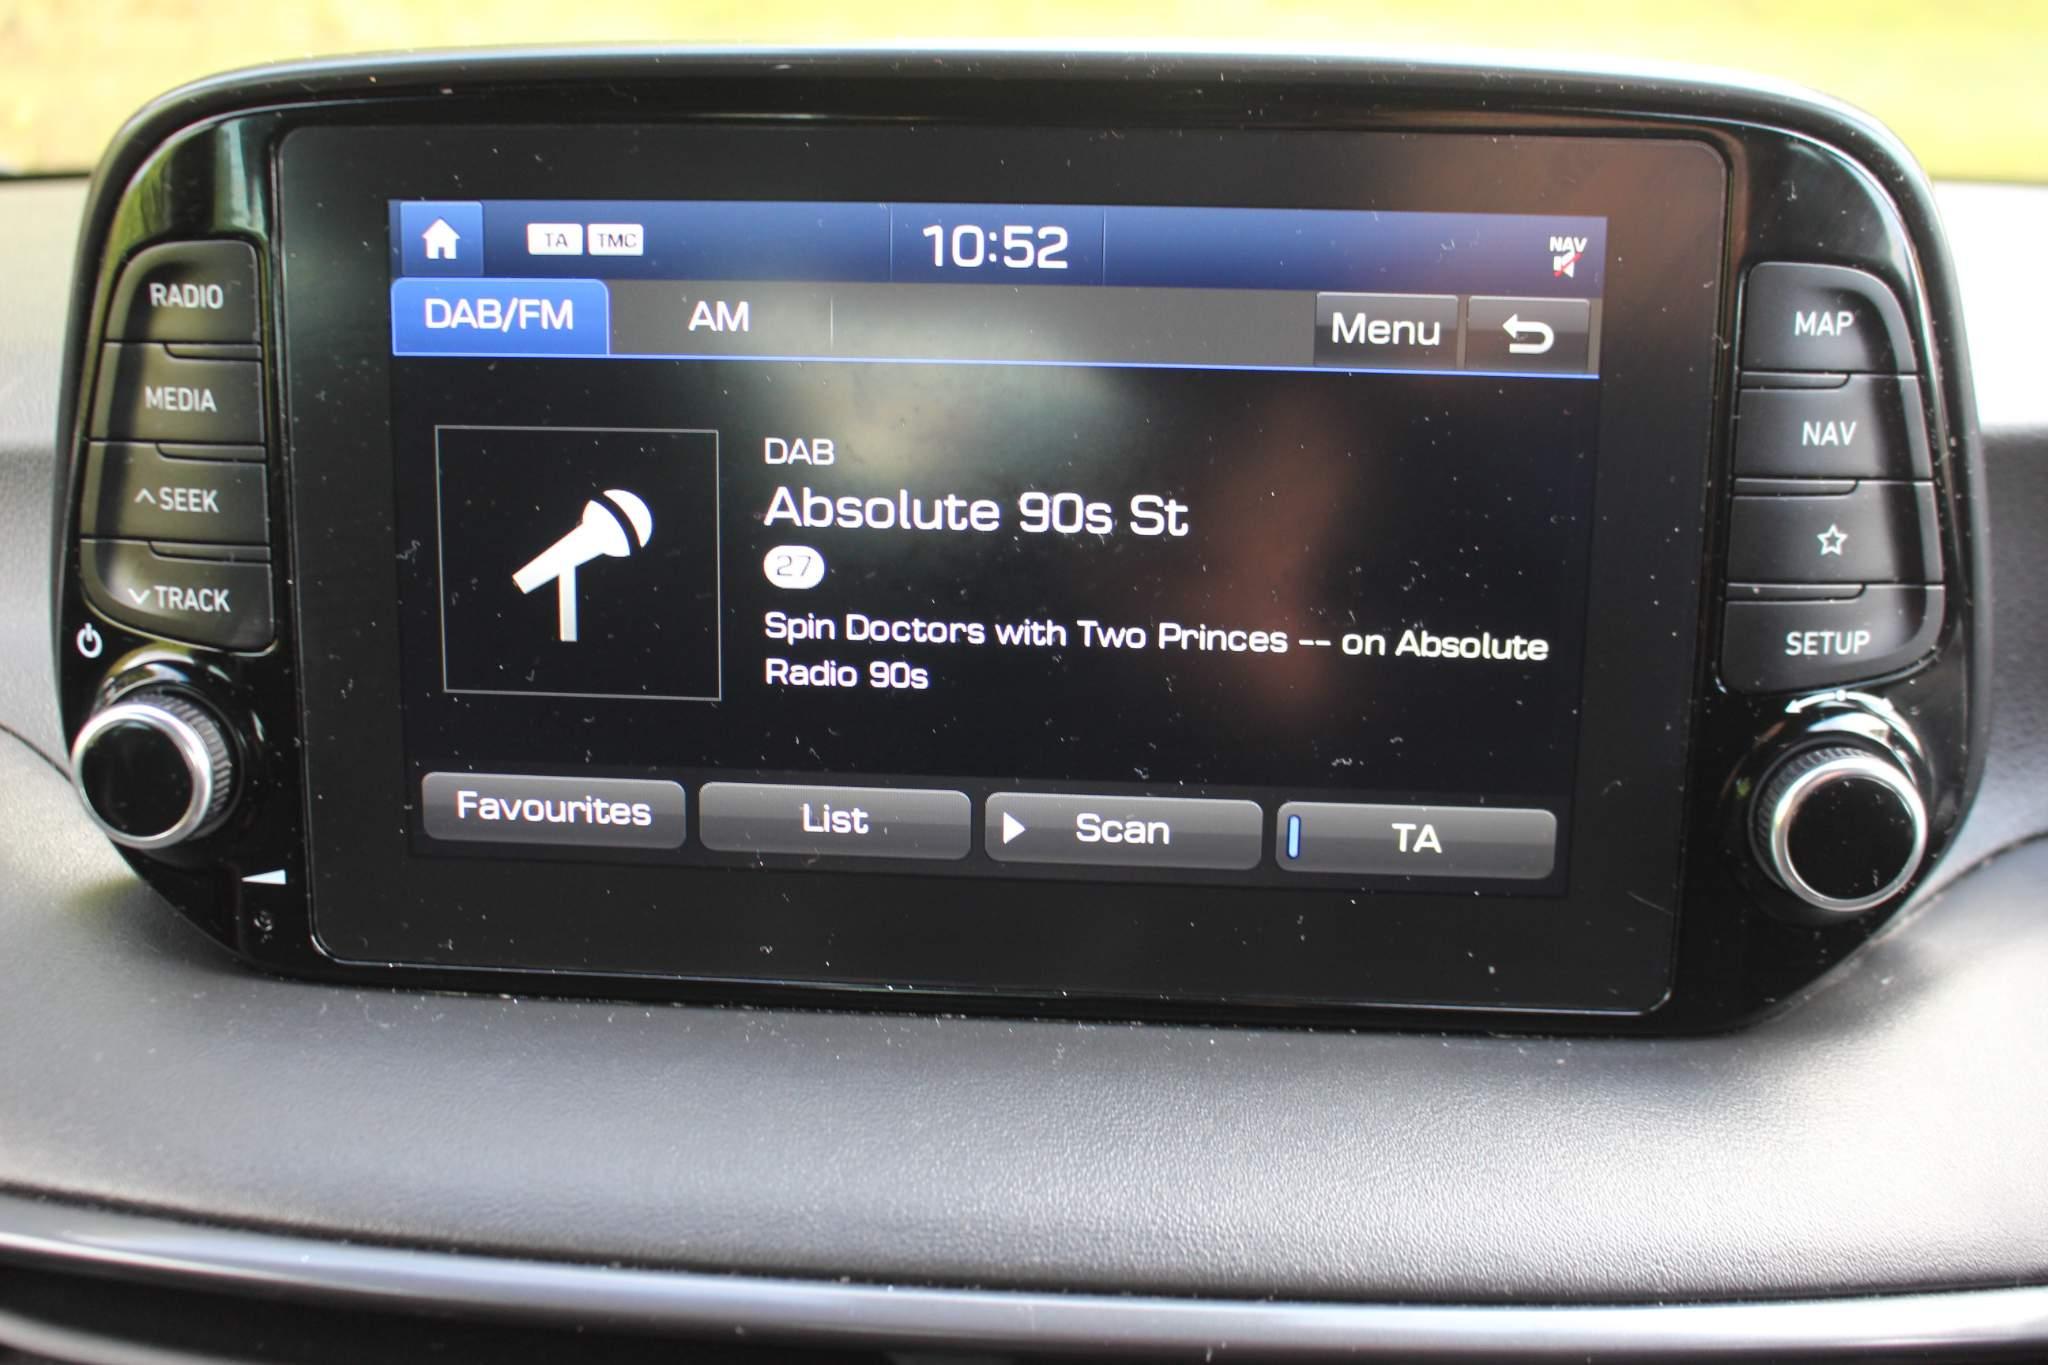 TA TMC 10:52 NAV
DAB/FM AM Menu
DAB
Absolute 90s St
27
Spin Doctors with Two Princes -- on Absolute
Radio 90s
Favourites List Scan TA
RADIO
MEDIA
SEEK
TRACK
MAP
NAV
SETUP